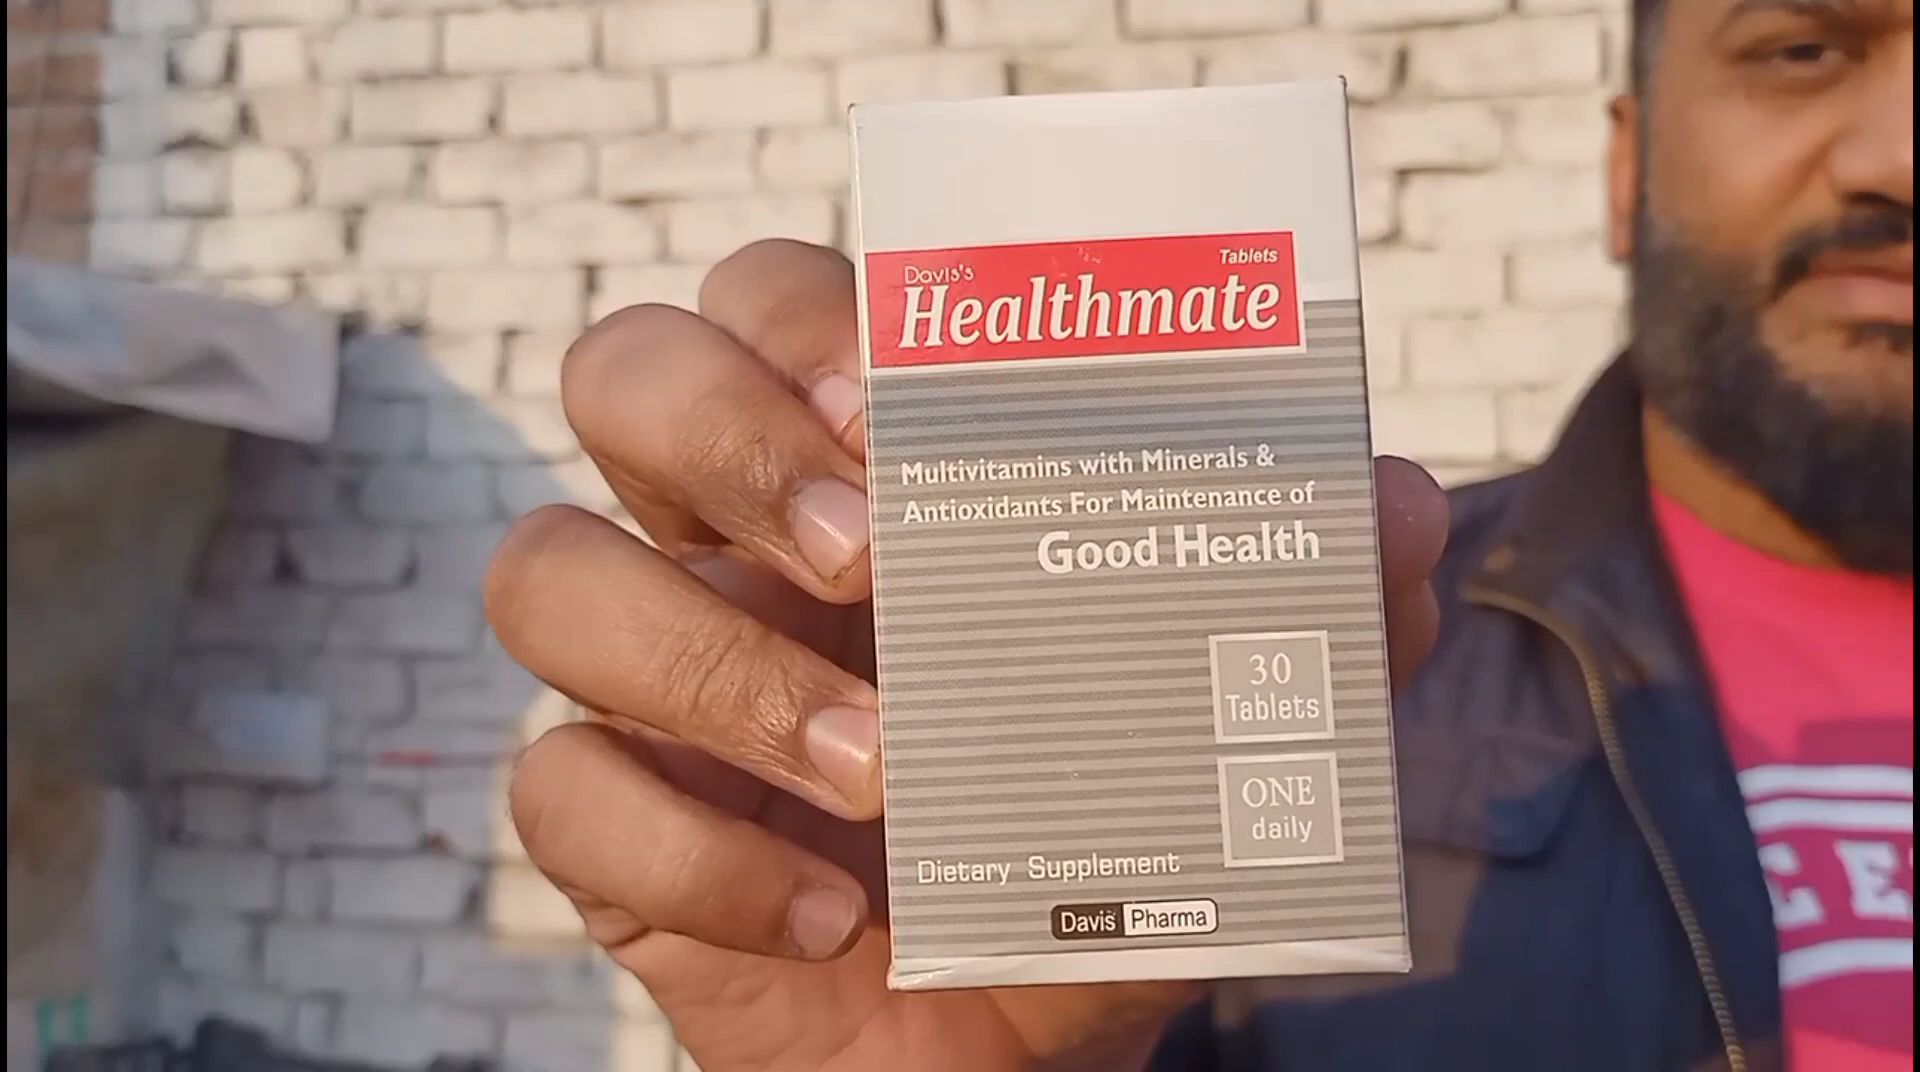 Davis's
Tablets
Healthmate
Multivitamins with Minerals &
Antioxidants For Maintenance of
Good Health
30
Tablets
ONE
daily
Dietary Supplement
Davis Pharma